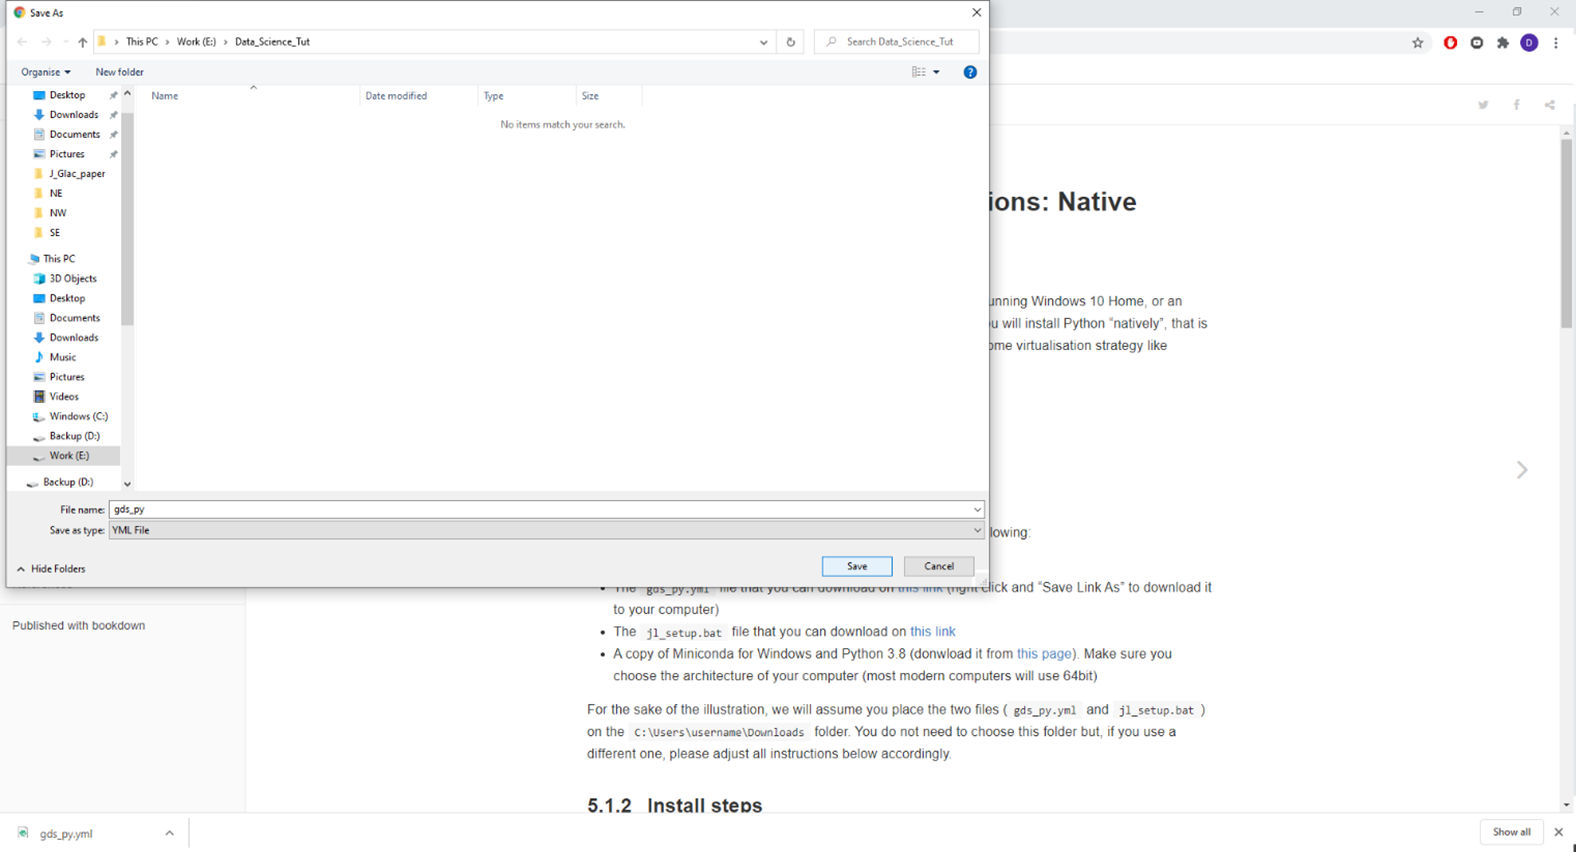 Save As
This PC › Work (E:) › Data_Science_Tut
Search Data_Science_Tut
Organise
New folder
Name
Date modified
Type
Size
No items match your search.
Desktop
Downloads
Documents
Pictures
J_Glac_paper
NE
NW
SE
This PC
3D Objects
Desktop
Documents
Downloads
Music
Pictures
Videos
Windows (C:)
Backup (D:)
Work (E:)
Backup (D:)
File name: gds_py
Save as type: YML File
Hide Folders
Save
Cancel
D
ions: Native
unning Windows 10 Home, or an
u will install Python “natively”, that is
ome virtualisation strategy like
lowing:
• The gds_py.yml file that you can download on this link (right click and “Save Link As” to download it
to your computer)
• The jl_setup.bat file that you can download on this link
• A copy of Miniconda for Windows and Python 3.8 (donwload it from this page). Make sure you
choose the architecture of your computer (most modern computers will use 64bit)
For the sake of the illustration, we will assume you place the two files ( gds_py.yml and jl_setup.bat )
on the C:\Users\username\Downloads folder. You do not need to choose this folder but, if you use a
different one, please adjust all instructions below accordingly.
5.1.2 Install steps
Published with bookdown
gds_py.yml
Show all